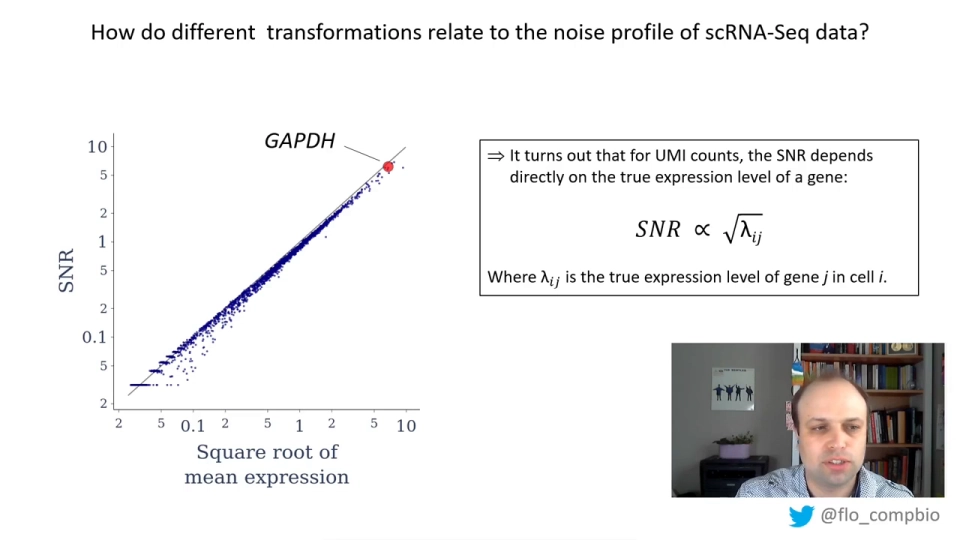 How do different transformations relate to the noise profile of scRNA-Seq data?
GAPDH
10
5
2
1
5
2
0.1
5
2
SNR
2
5
0.1
2
5
1
2
5
10
Square root of
mean expression
⇒ It turns out that for UMI counts, the SNR depends
directly on the true expression level of a gene:
SNR ∝ √λij
Where λij is the true expression level of gene j in cell i.
@flo_compbio